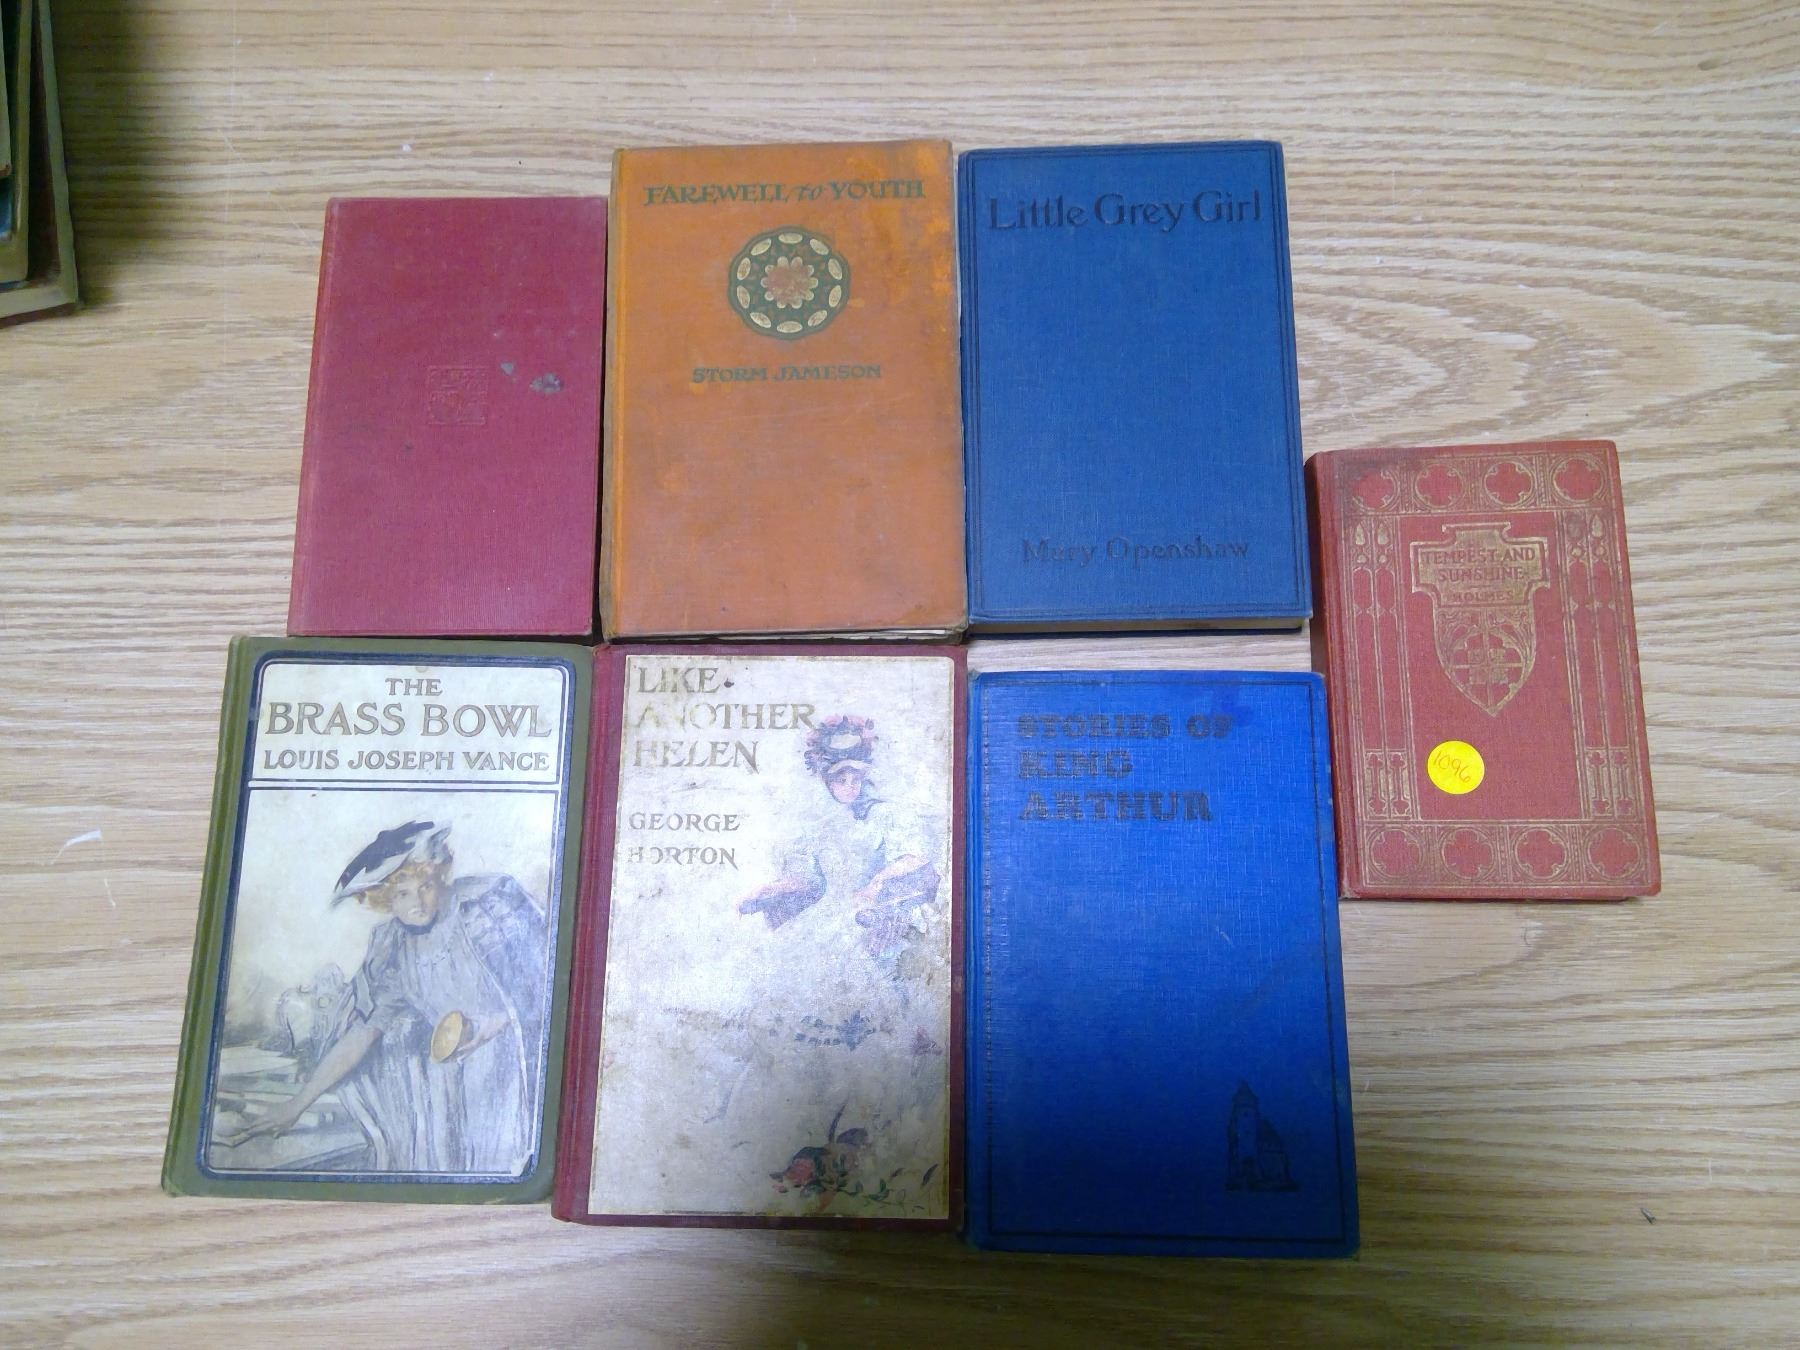 FAREWELL to YOUTH
STORM JAMESON
Little Grey Girl
Mary Openshaw
TEMPEST AND
SUNSHINE
HOLMES
1096
THE
BRASS BOWL
LOUIS JOSEPH VANCE
LIKE
ANOTHER
HELEN
GEORGE
HORTON
STORIES OF
KING
ARTHUR